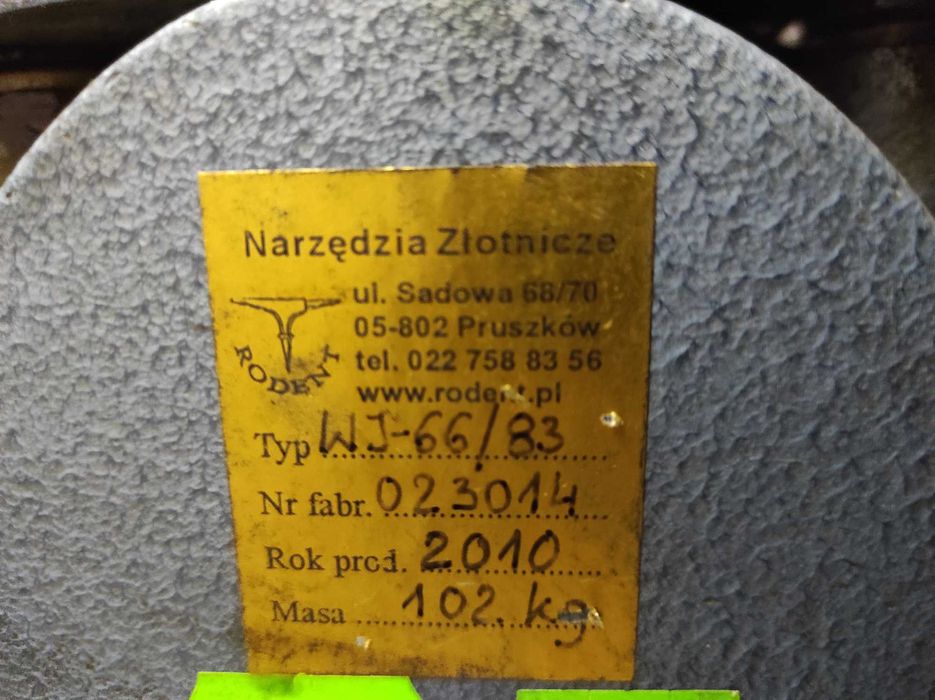 Narzędzia Złotnicze
ul. Sadowa 68/70
05-802 Pruszków
tel. 022 758 83 56
www.rodent.pl
RODENT
Typ WJ-66/83
Nr fabr. 023014
Rok prod. 2010
Masa 102 kg